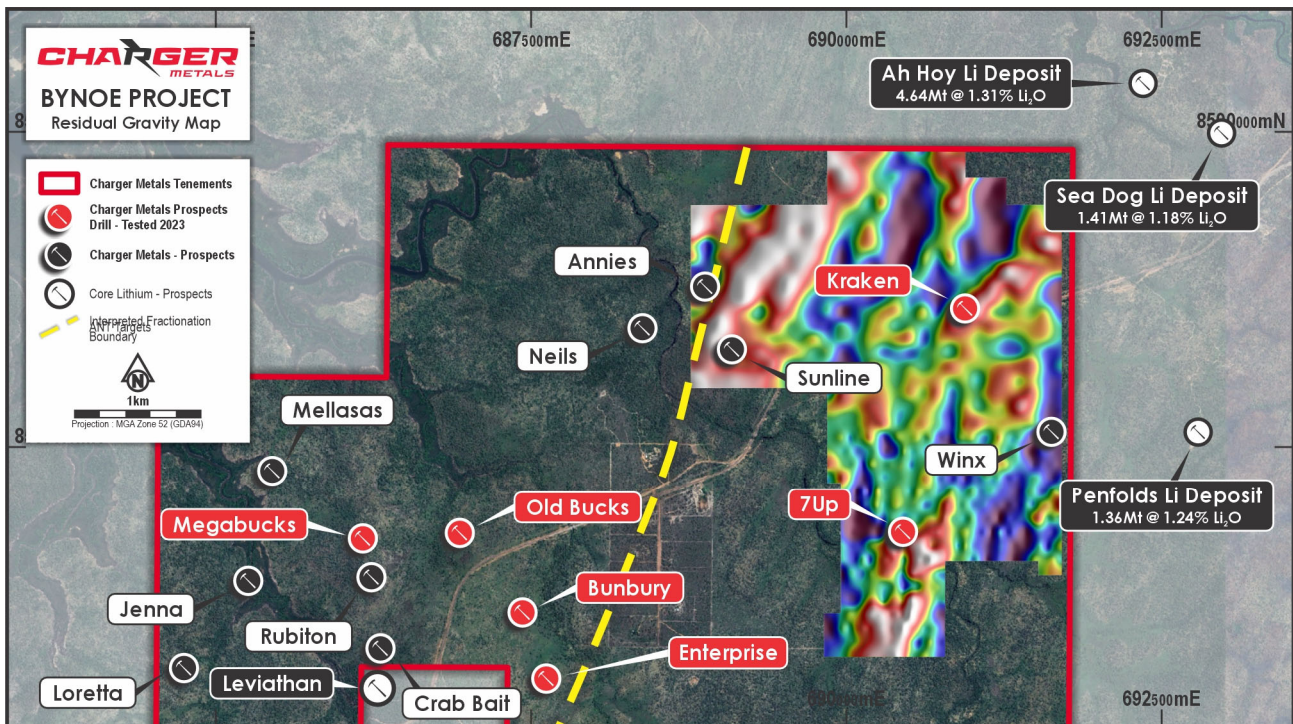 CHARGER
METALS
BYNOE PROJECT
Residual Gravity Map
Charger Metals Tenements
Charger Metals Prospects
Drill - Tested 2023
Charger Metals - Prospects
Core Lithium - Prospects
Interpreted Fractionation
ANT Targets
Boundary
N
1km
Projection : MGA Zone 52 (GDA94)
E
687500mE
690000mE
692500mE
Ah Hoy Li Deposit
4.64Mt @ 1.31% Li₂O
8590000mN
Sea Dog Li Deposit
1.41Mt @ 1.18% Li₂O
Annies
Kraken
Neils
Sunline
Mellasas
Winx
Penfolds Li Deposit
1.36Mt @ 1.24% Li₂O
Megabucks
Old Bucks
7Up
Jenna
Bunbury
Rubiton
Enterprise
Loretta
Leviathan
Crab Bait
692500mE